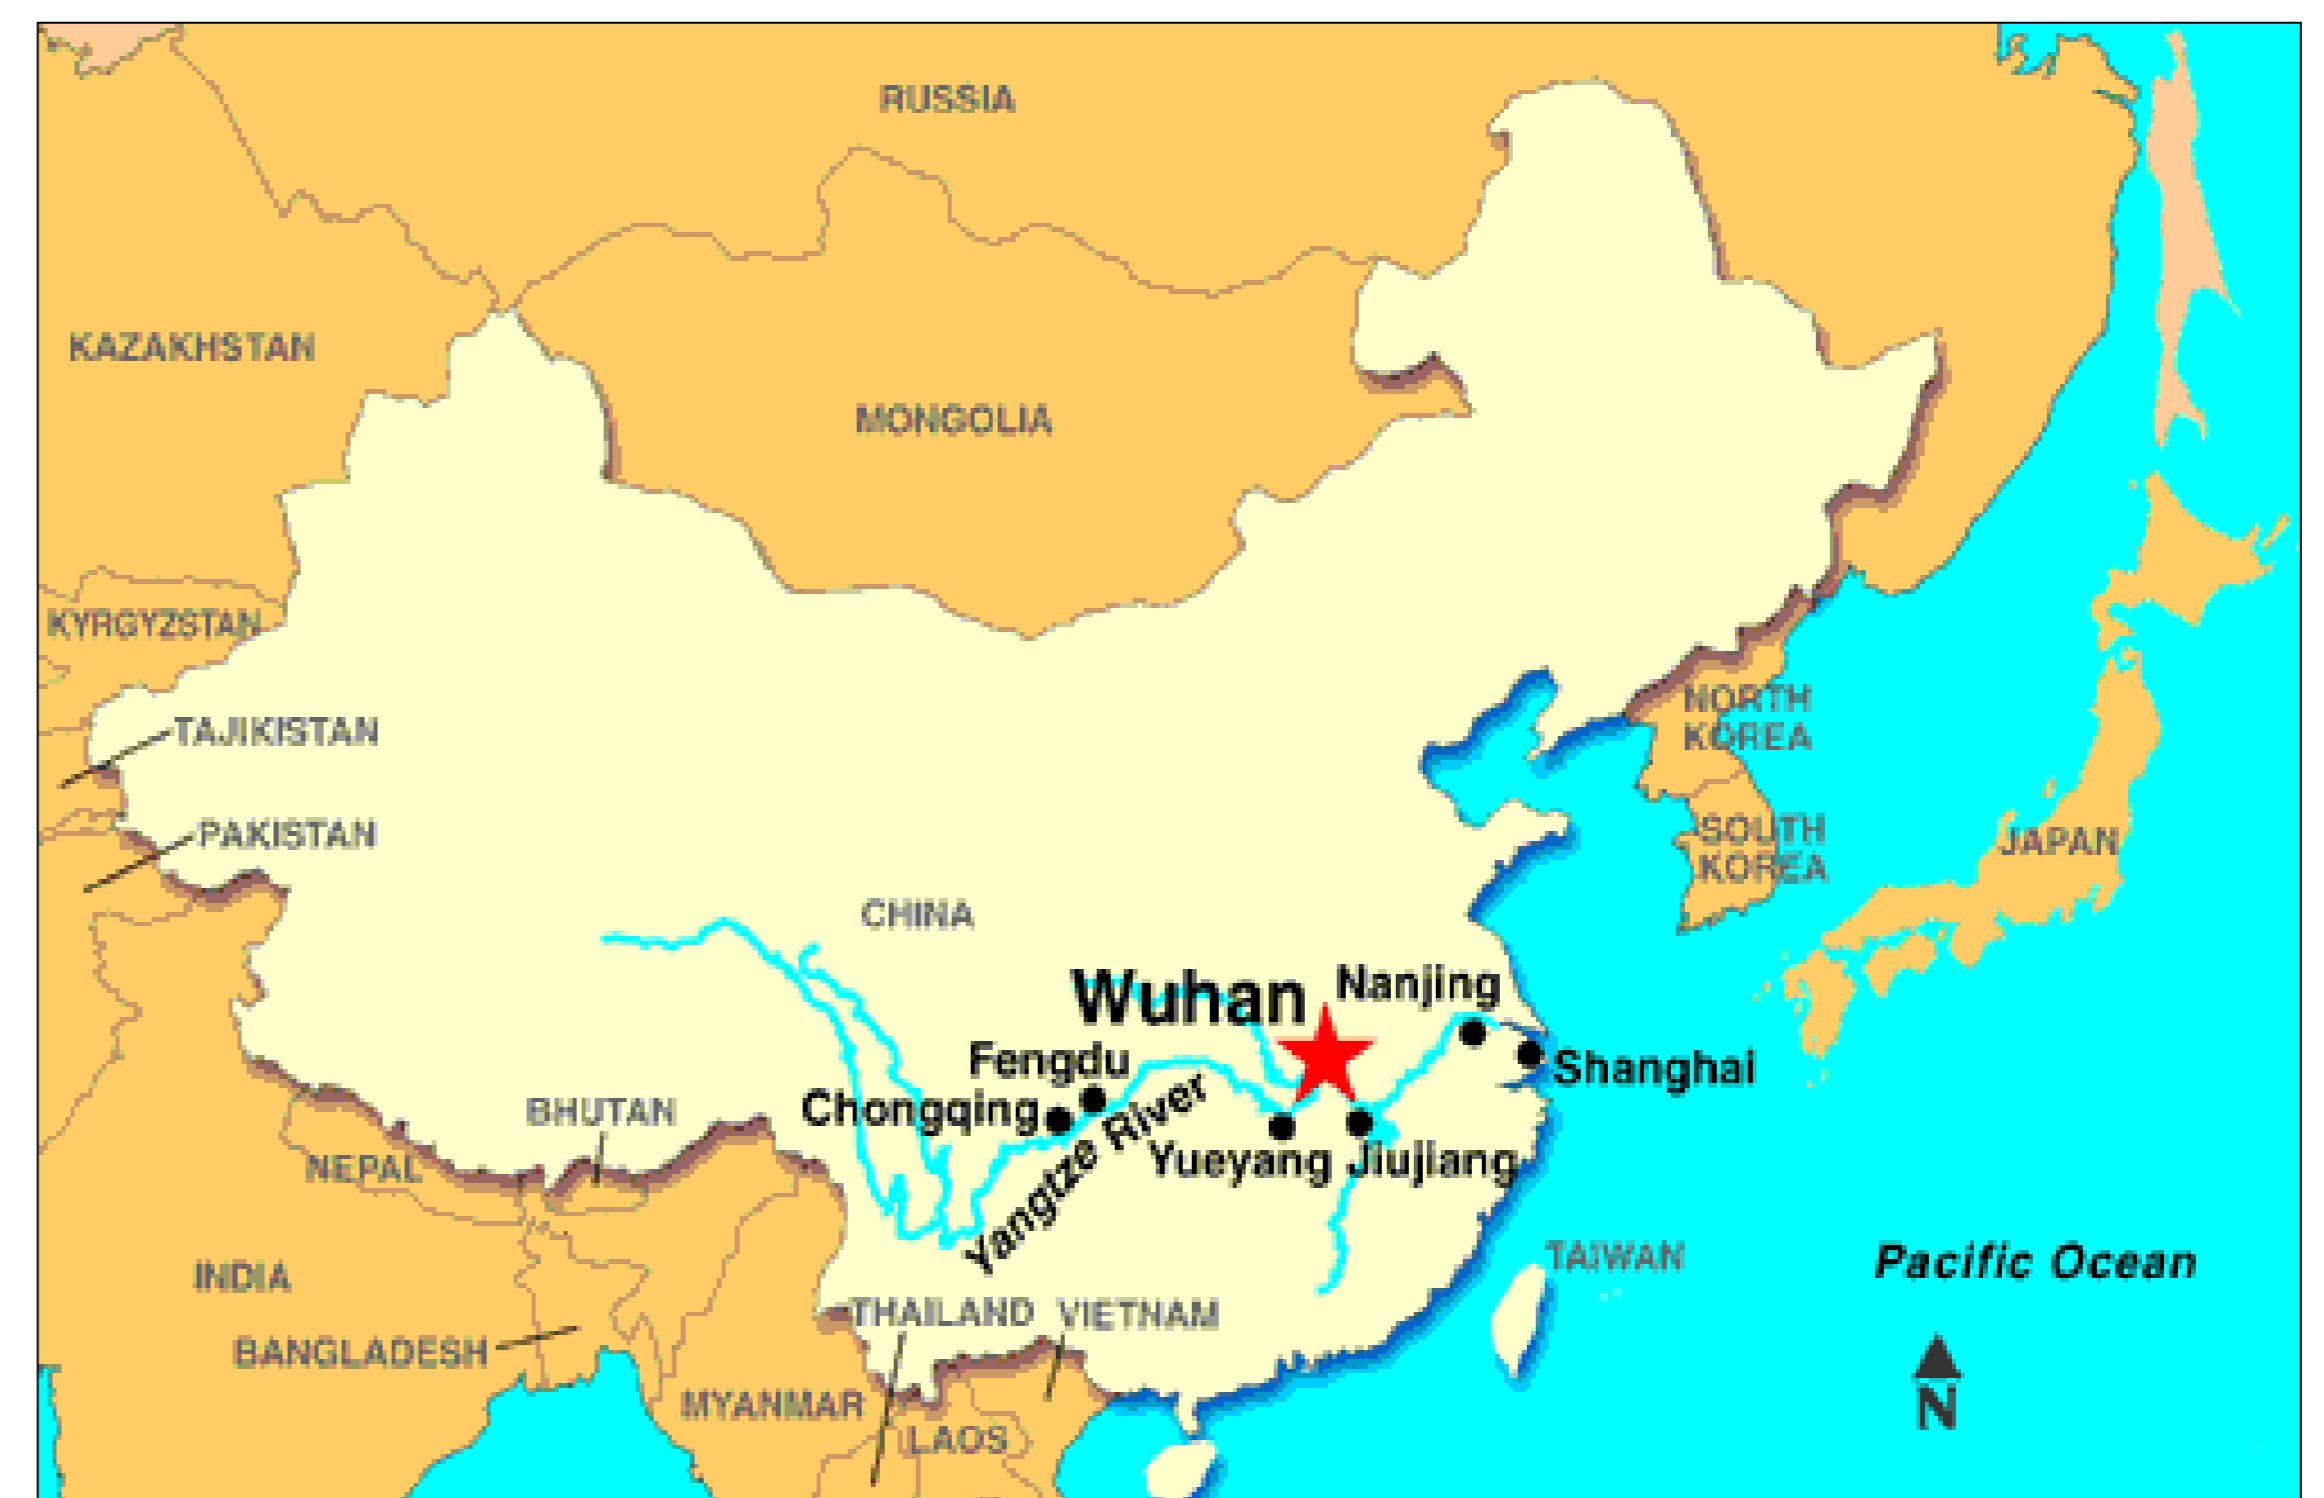 RUSSIA
KAZAKHSTAN
MONGOLIA
KYRGYZSTAN
TAJIKISTAN
NORTH
KOREA
PAKISTAN
SOUTH
KOREA
JAPAN
CHINA
Wuhan
Nanjing
Fengdu
Shanghai
Chongqing
BHUTAN
Yangtze River
Yueyang
Jiujiang
NEPAL
INDIA
TAIWAN
Pacific Ocean
THAILAND
VIETNAM
BANGLADESH
MYANMAR
LAOS
N